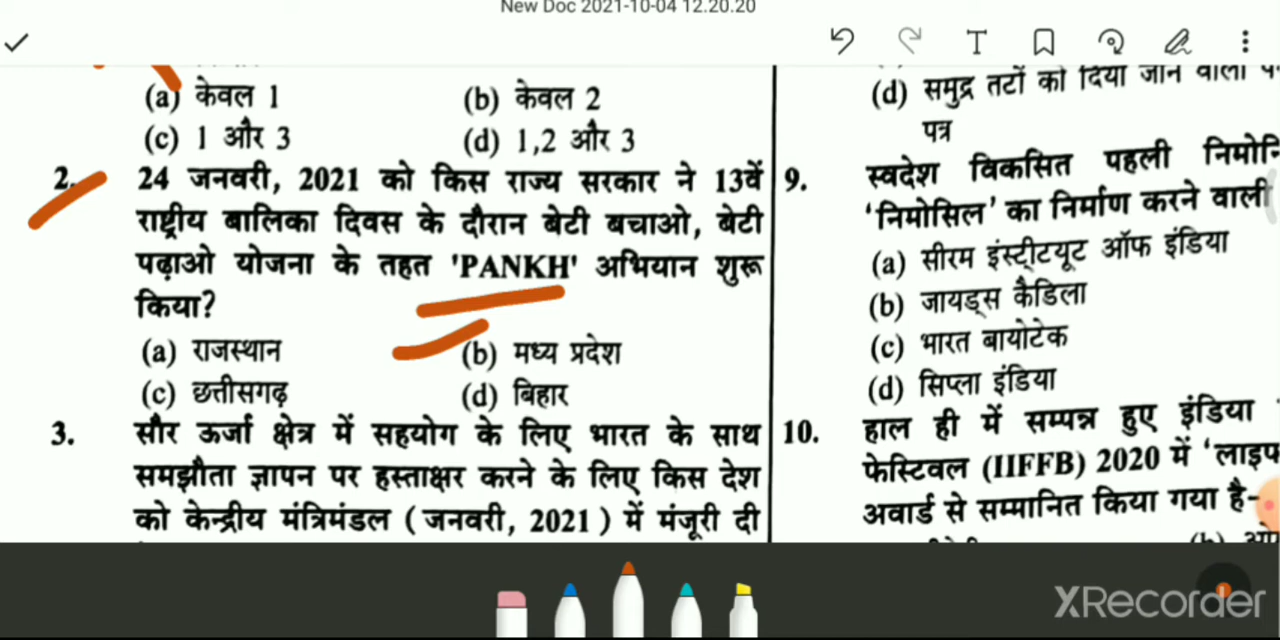 New Doc 2021-10-04 12.20.20
(a) केवल 1
(b) केवल 2
(c) 1 और 3
(d) 1,2 और 3
2. 24 जनवरी, 2021 को किस राज्य सरकार ने 13वें
राष्ट्रीय बालिका दिवस के दौरान बेटी बचाओ, बेटी
पढ़ाओ योजना के तहत 'PANKH' अभियान शुरू
किया?
(a) राजस्थान
(b) मध्य प्रदेश
(c) छत्तीसगढ़
(d) बिहार
3. सौर ऊर्जा क्षेत्र में सहयोग के लिए भारत के साथ
समझौता ज्ञापन पर हस्ताक्षर करने के लिए किस देश
को केन्द्रीय मंत्रिमंडल (जनवरी, 2021) में मंजूरी दी
(d) समुद्र तटों को दिया जाने वाला
पत्र
9. स्वदेश विकसित पहली
'निमोसिल' का निर्माण करने वाली
(a) सीरम इंस्टीटयूट ऑफ इंडिया
(b) जायड्स कैडिला
(c) भारत बायोटेक
(d) सिप्ला इंडिया
10. हाल ही में सम्पन्न हुए इंडिया
फेस्टिवल (IIFFB) 2020 में
अवार्ड से सम्मानित किया गया है-
(b)
XRecorder